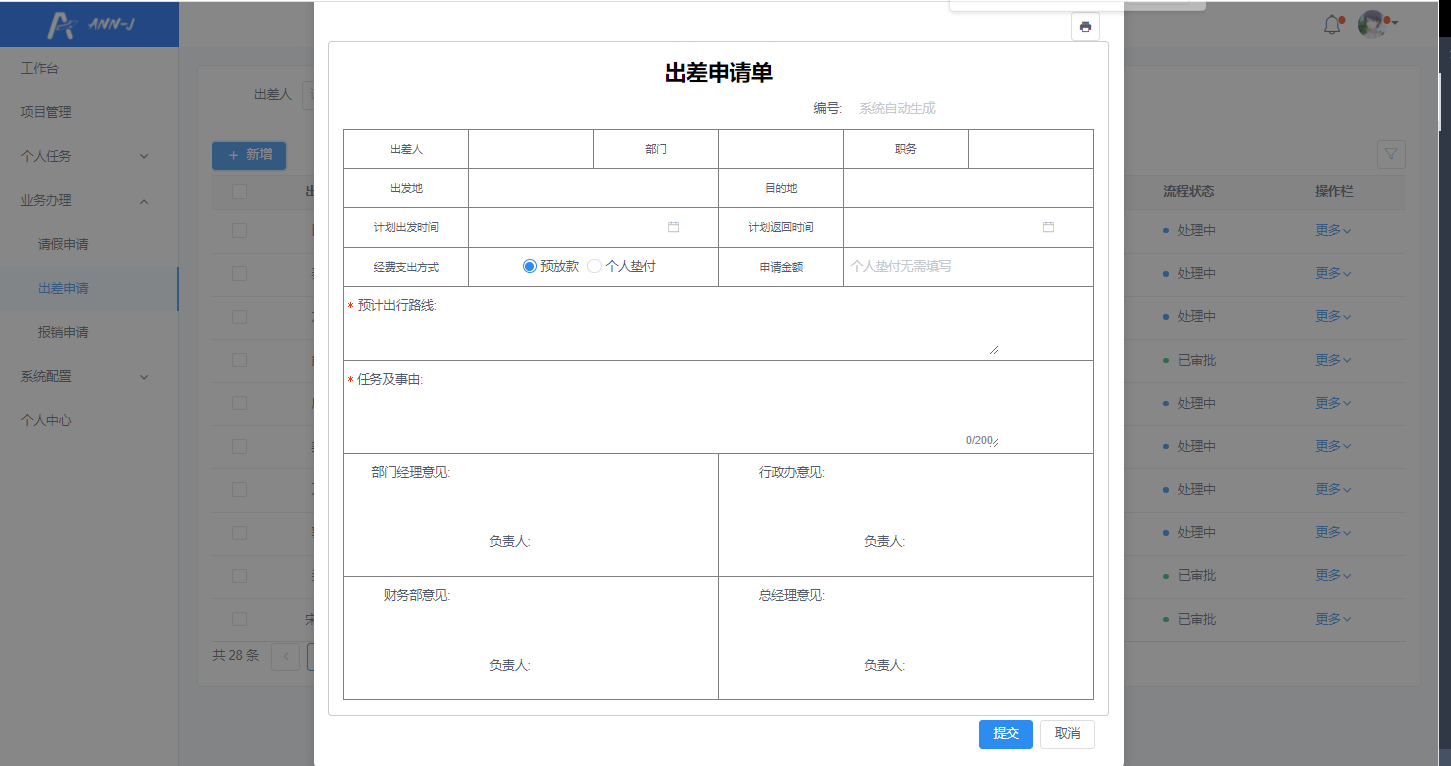 ANN-J
工作台
项目管理
个人任务
业务办理
请假申请
出差申请
报销申请
系统配置
个人中心
出差人
+ 新增
流程状态 操作栏
处理中 更多
处理中 更多
处理中 更多
已审批 更多
处理中 更多
处理中 更多
处理中 更多
处理中 更多
已审批 更多
已审批 更多
共 28 条
出差申请单
编号: 系统自动生成
出差人 部门 职务
出发地 目的地
计划出发时间 计划返回时间
经费支出方式 预放款 个人垫付 申请金额 个人垫付无需填写
* 预计出行路线:
* 任务及事由:
0/200
部门经理意见: 行政办意见:
负责人: 负责人:
财务部意见: 总经理意见:
负责人: 负责人:
提交 取消